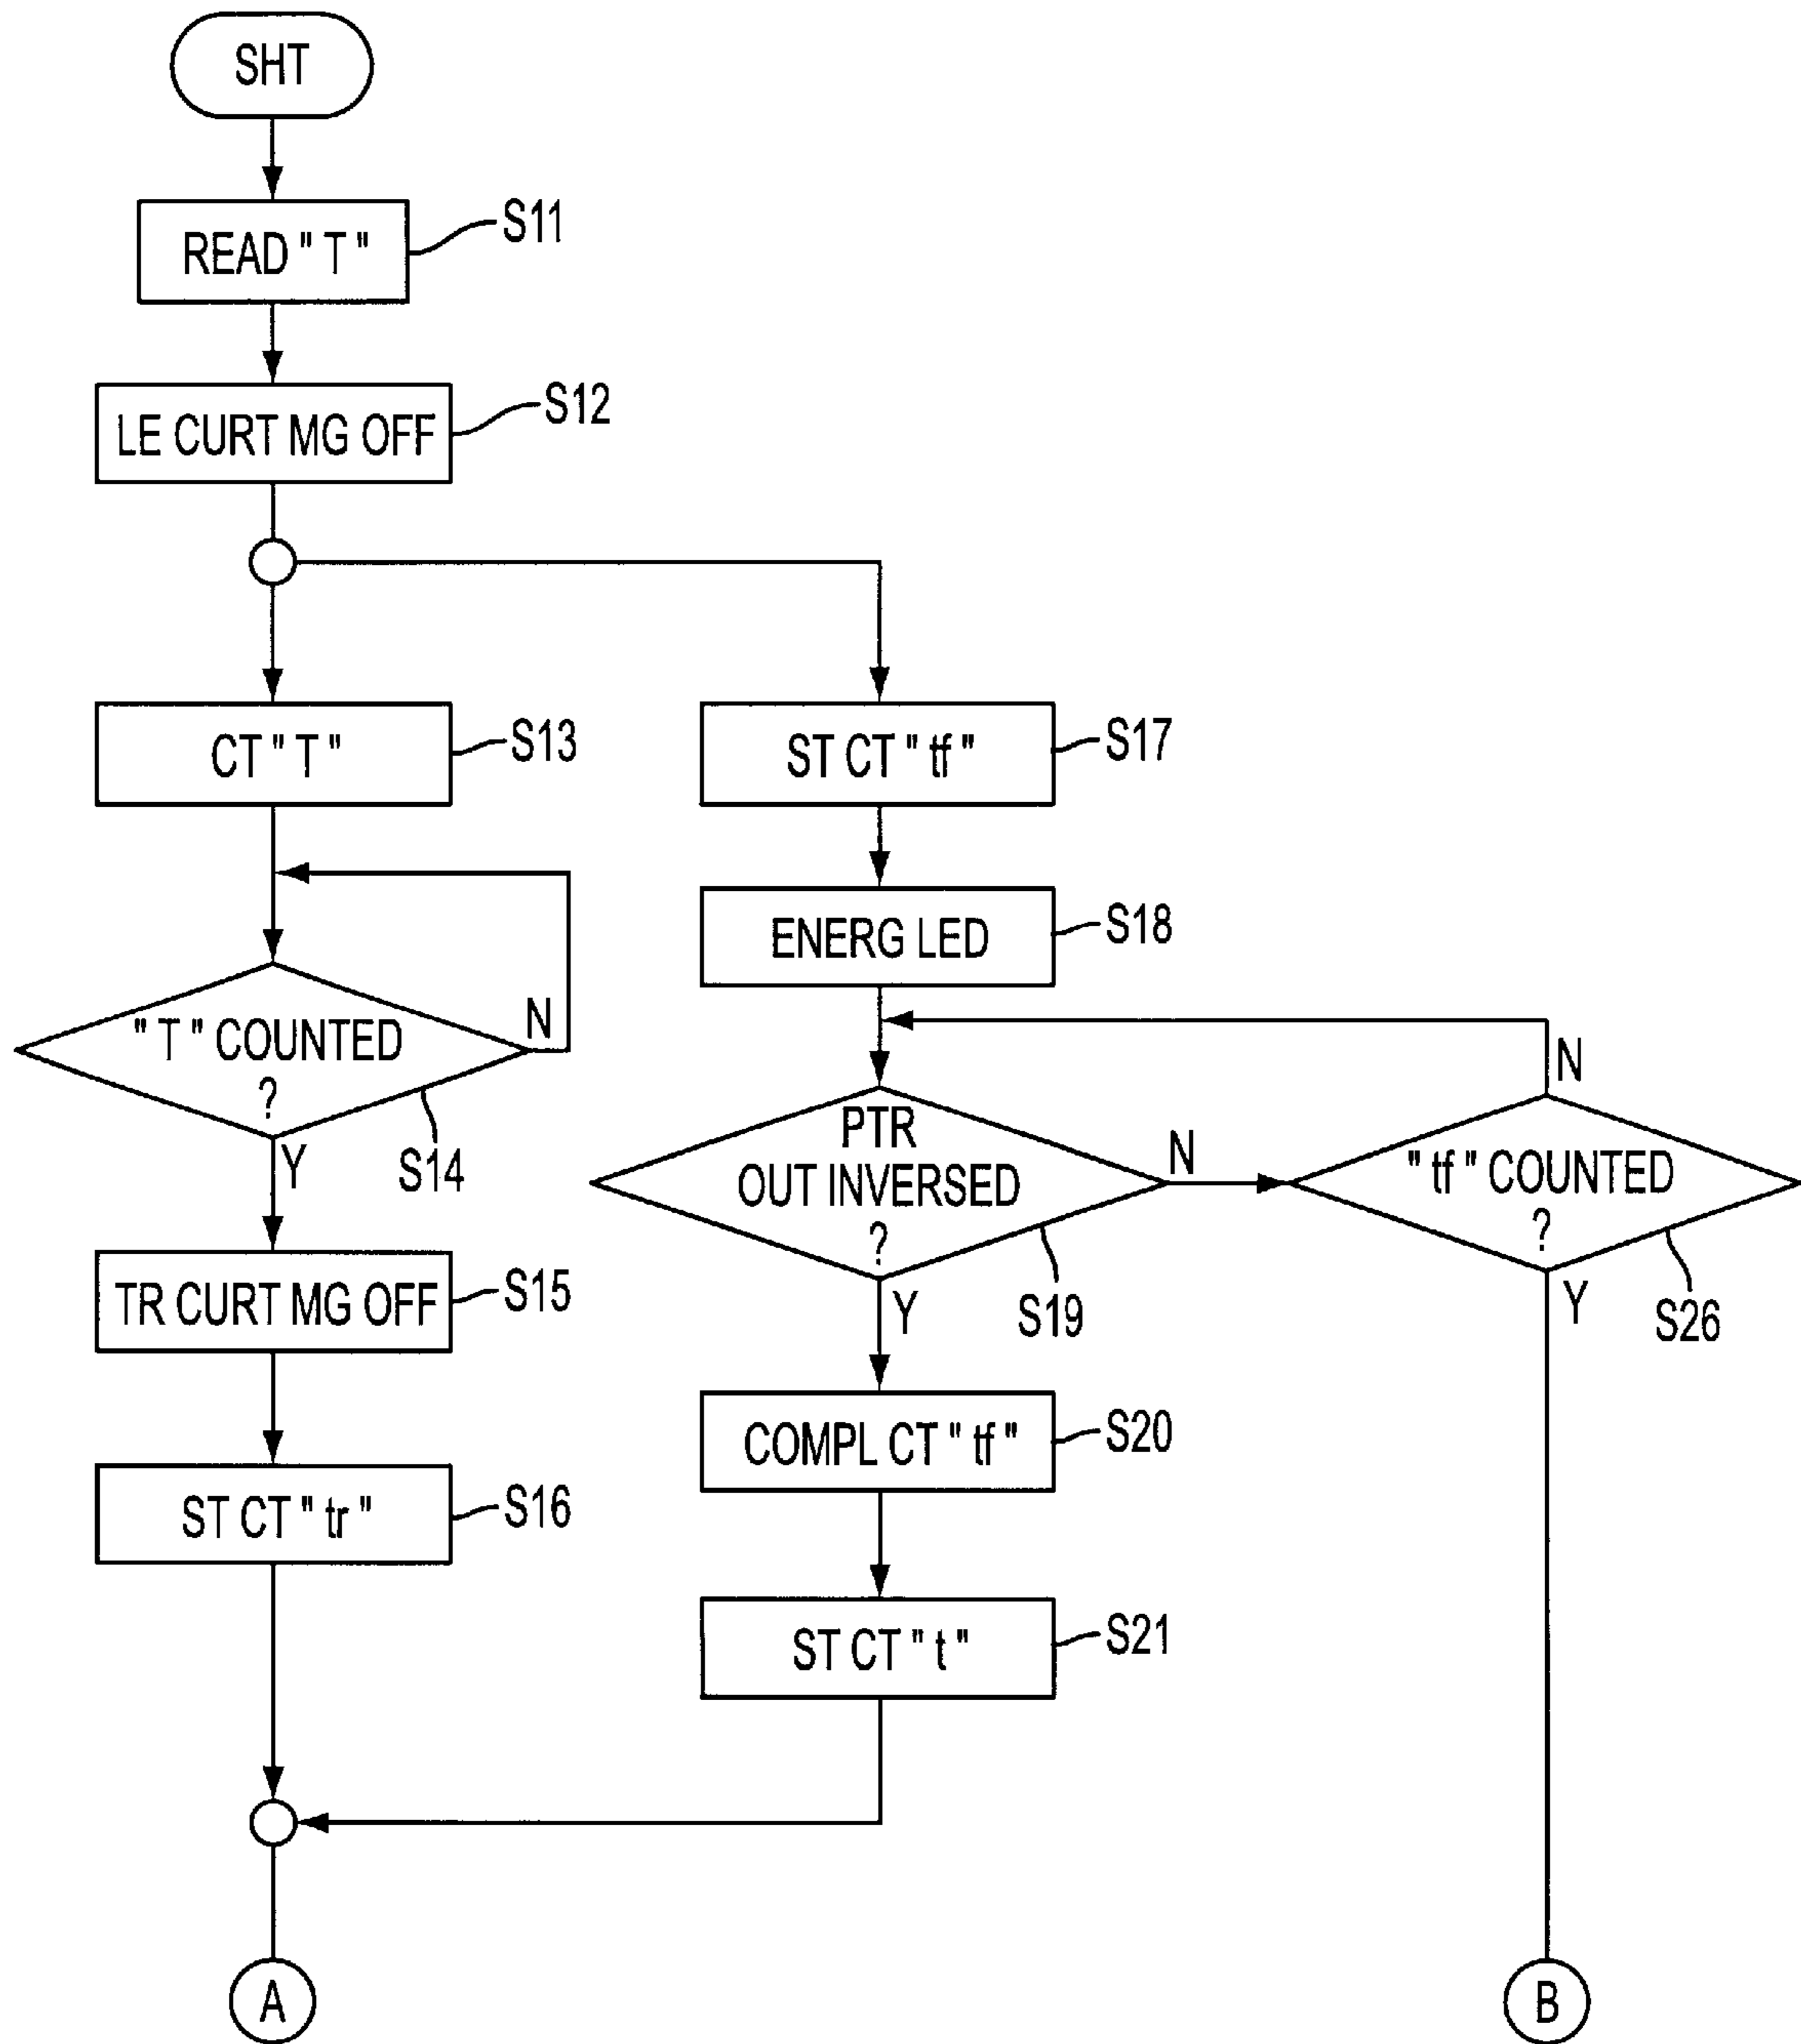 SHT
READ " T "
S11
LE CURT MG OFF
S12
CT " T "
S13
ST CT " tf "
S17
ENERG LED
S18
" T " COUNTED
?
N
Y
S14
PTR
OUT INVERSED
?
N
Y
S19
" tf " COUNTED
?
N
Y
S26
TR CURT MG OFF
S15
COMPL CT " tf "
S20
ST CT " tr "
S16
ST CT " t "
S21
A
B